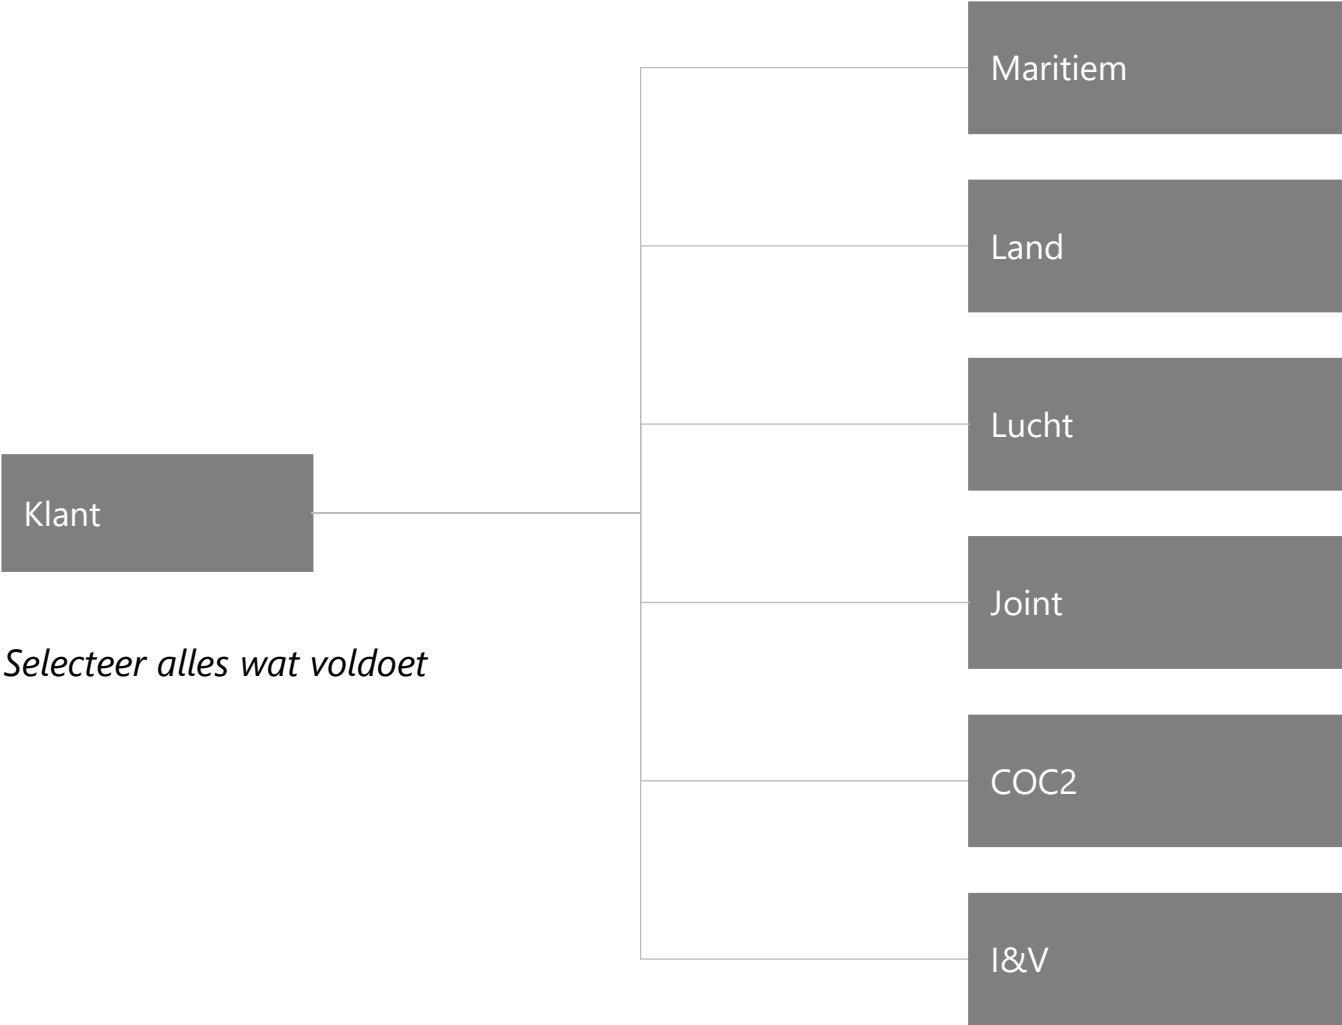 Maritiem
Land
Lucht
Klant
Joint
Selecteer alles wat voldoet
COC2
I&V